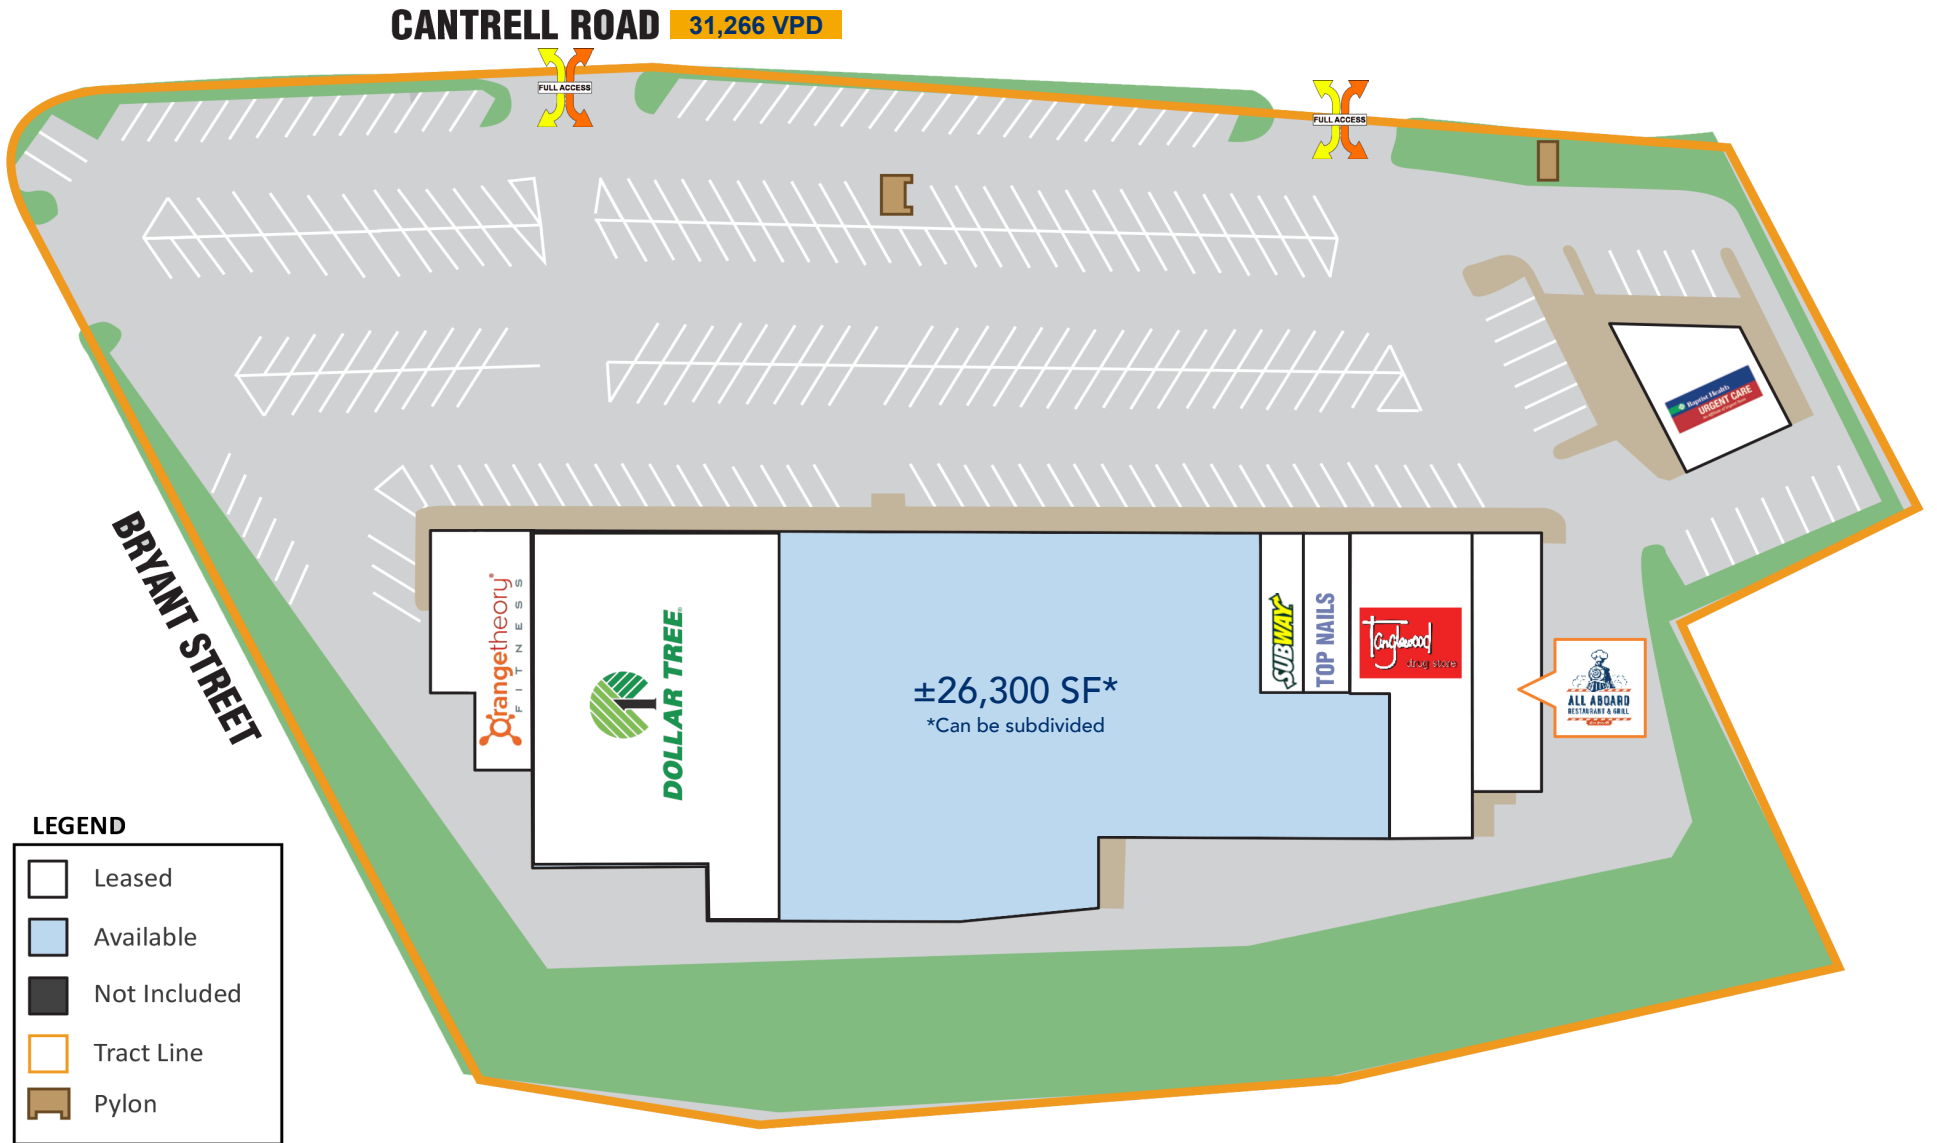 CANTRELL ROAD
31,266 VPD
FULL ACCESS
FULL ACCESS
Baptist Health
URGENT CARE
BRYANT STREET
Orangetheory®
FITNESS
DOLLAR TREE
±26,300 SF*
*Can be subdivided
SUBWAY
TOP NAILS
Tanglewood
drug store
ALL ABOARD
RESTAURANT & GRILL
LEGEND
Leased
Available
Not Included
Tract Line
Pylon